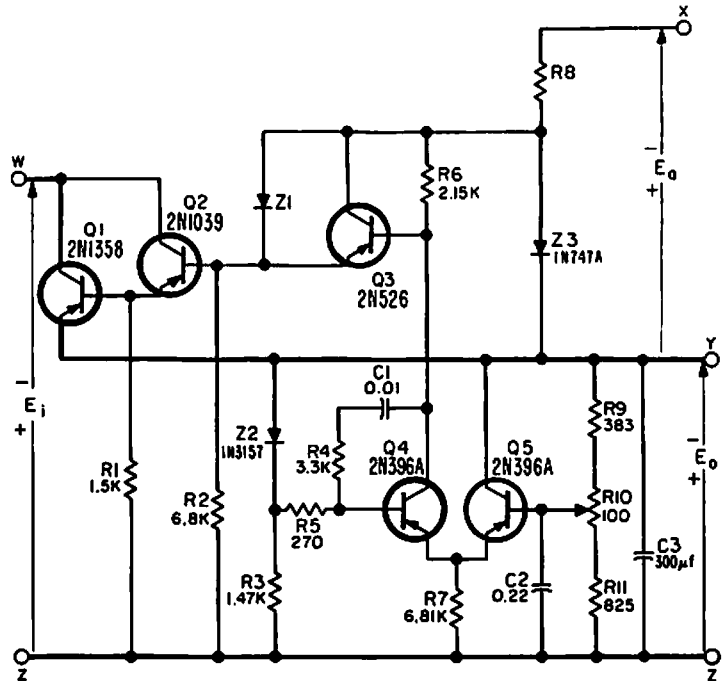 X
R8
−
Eₐ
+
W
Q1
2N1358
Q2
2N1039
Z1
R6
2.15K
Q3
2N526
Z3
1N747A
Y
−
Eᵢ
+
C1
0.01
Z2
1N3157
R4
3.3K
Q4
2N396A
Q5
2N396A
R9
383
−
Eₒ
+
R1
1.5K
R2
6.8K
R5
270
R10
100
R3
1.47K
R7
6.81K
C2
0.22
R11
825
C3
300μf
Z
Z